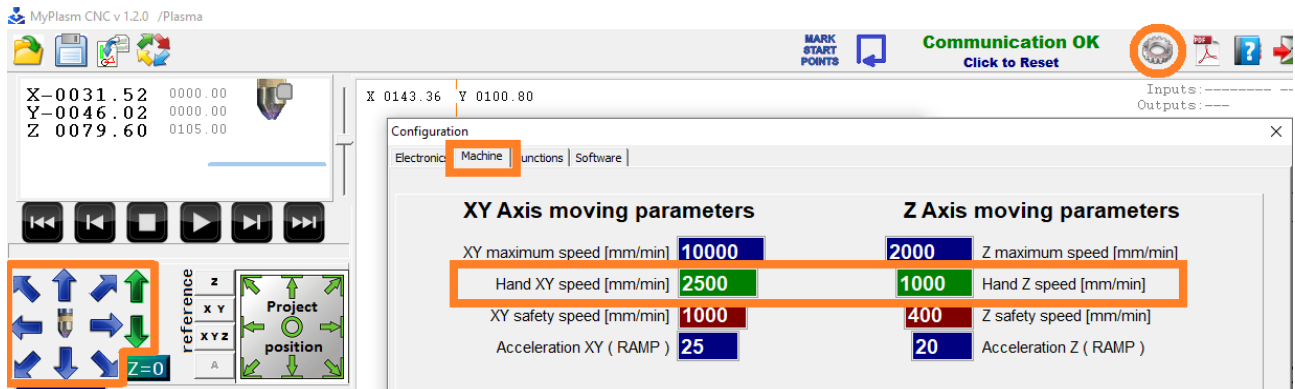 MyPlasm CNC v 1.2.0 /Plasma
MARK
START
POINTS
Communication OK
Click to Reset
PDF
?
X-0031.52 0000.00
Y-0046.02 0000.00
Z 0079.60 0105.00
X 0143.36 Y 0100.80
Inputs:-------- --
Outputs:---
Configuration
Electronics Machine unctions Software
XY Axis moving parameters
Z Axis moving parameters
XY maximum speed [mm/min] 10000
2000 Z maximum speed [mm/min]
Hand XY speed [mm/min] 2500
1000 Hand Z speed [mm/min]
XY safety speed [mm/min] 1000
400 Z safety speed [mm/min]
Acceleration XY ( RAMP ) 25
20 Acceleration Z ( RAMP )
Z=0
reference
Z
X Y
XYZ
A
Project
position